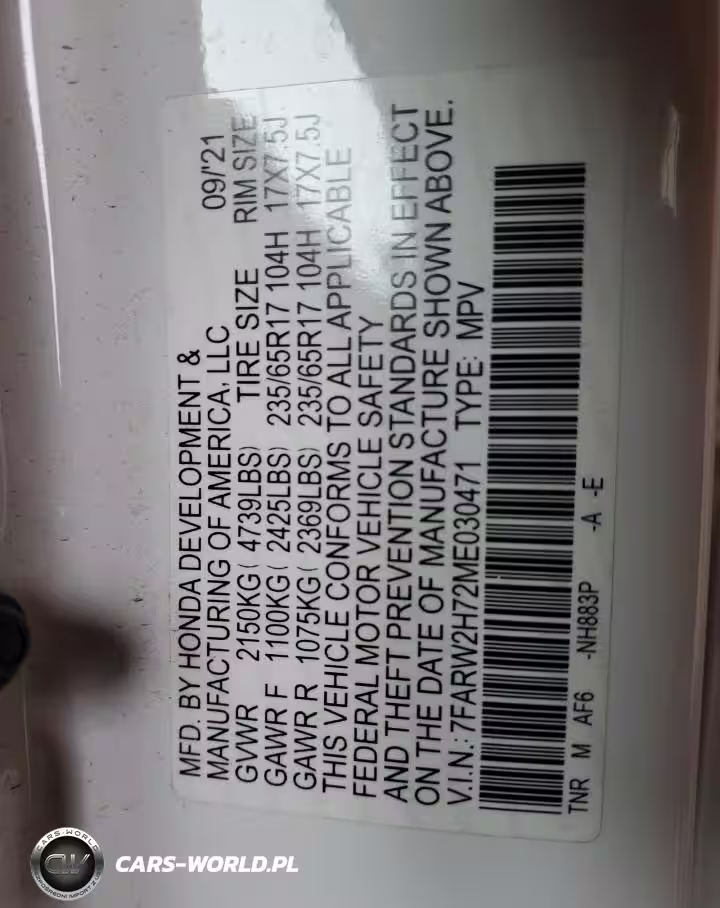 MFD. BY HONDA DEVELOPMENT &
MANUFACTURING OF AMERICA, LLC 09/'21
GVWR 2150KG( 4739LBS) TIRE SIZE RIM SIZE
GAWR F 1100KG( 2425LBS) 235/65R17 104H 17X7.5J
GAWR R 1075KG( 2369LBS) 235/65R17 104H 17X7.5J
THIS VEHICLE CONFORMS TO ALL APPLICABLE
FEDERAL MOTOR VEHICLE SAFETY
AND THEFT PREVENTION STANDARDS IN EFFECT
ON THE DATE OF MANUFACTURE SHOWN ABOVE.
V.I.N.: 7FARW2H72ME030471 TYPE: MPV
TNR M AF6 -NH883P -A -E
CARS-WORLD
CW
CARS-WORLD.PL